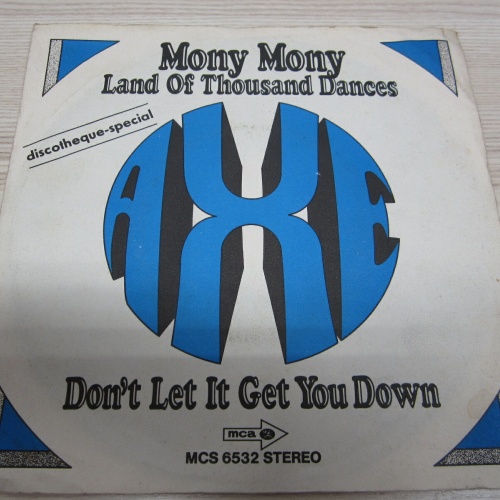 Mony Mony
Land Of Thousand Dances
discotheque-special
AXE
Don't Let It Get You Down
mca
MCS 6532 STEREO